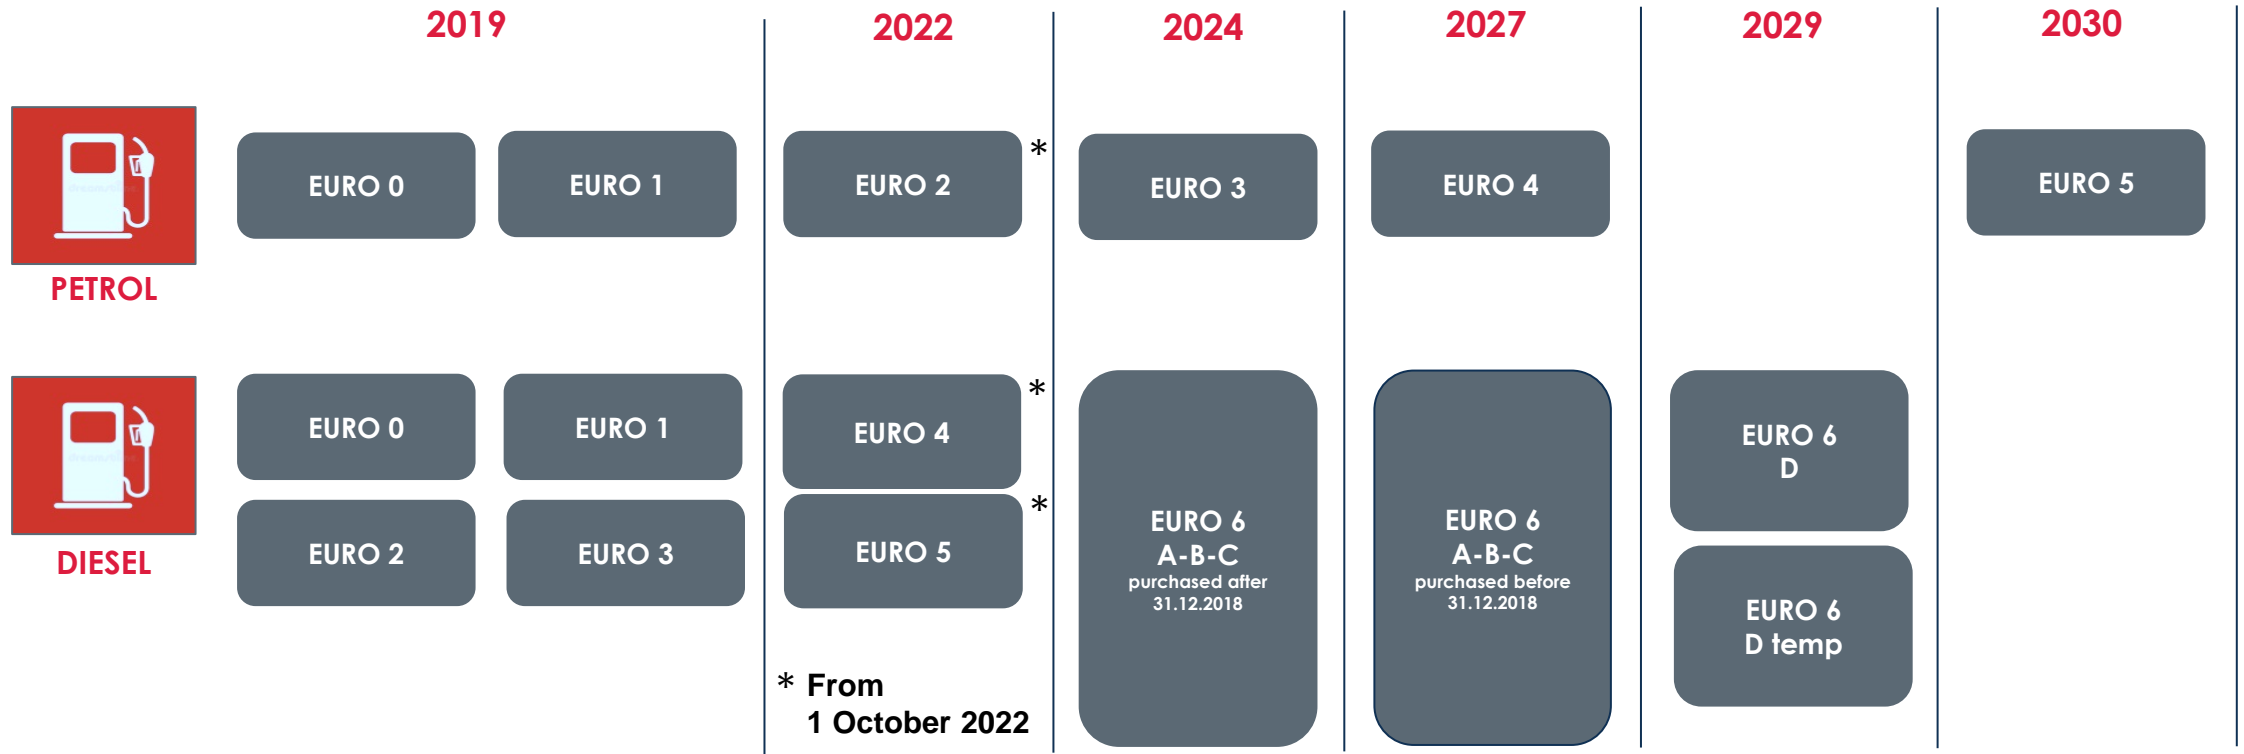 2019
2022
2024
2027
2029
2030
PETROL
EURO 0
EURO 1
EURO 2
*
EURO 3
EURO 4
EURO 5
DIESEL
EURO 0
EURO 1
EURO 2
EURO 3
EURO 4
*
EURO 5
*
* From
1 October 2022
EURO 6
A-B-C
purchased after
31.12.2018
EURO 6
A-B-C
purchased before
31.12.2018
EURO 6
D
EURO 6
D temp